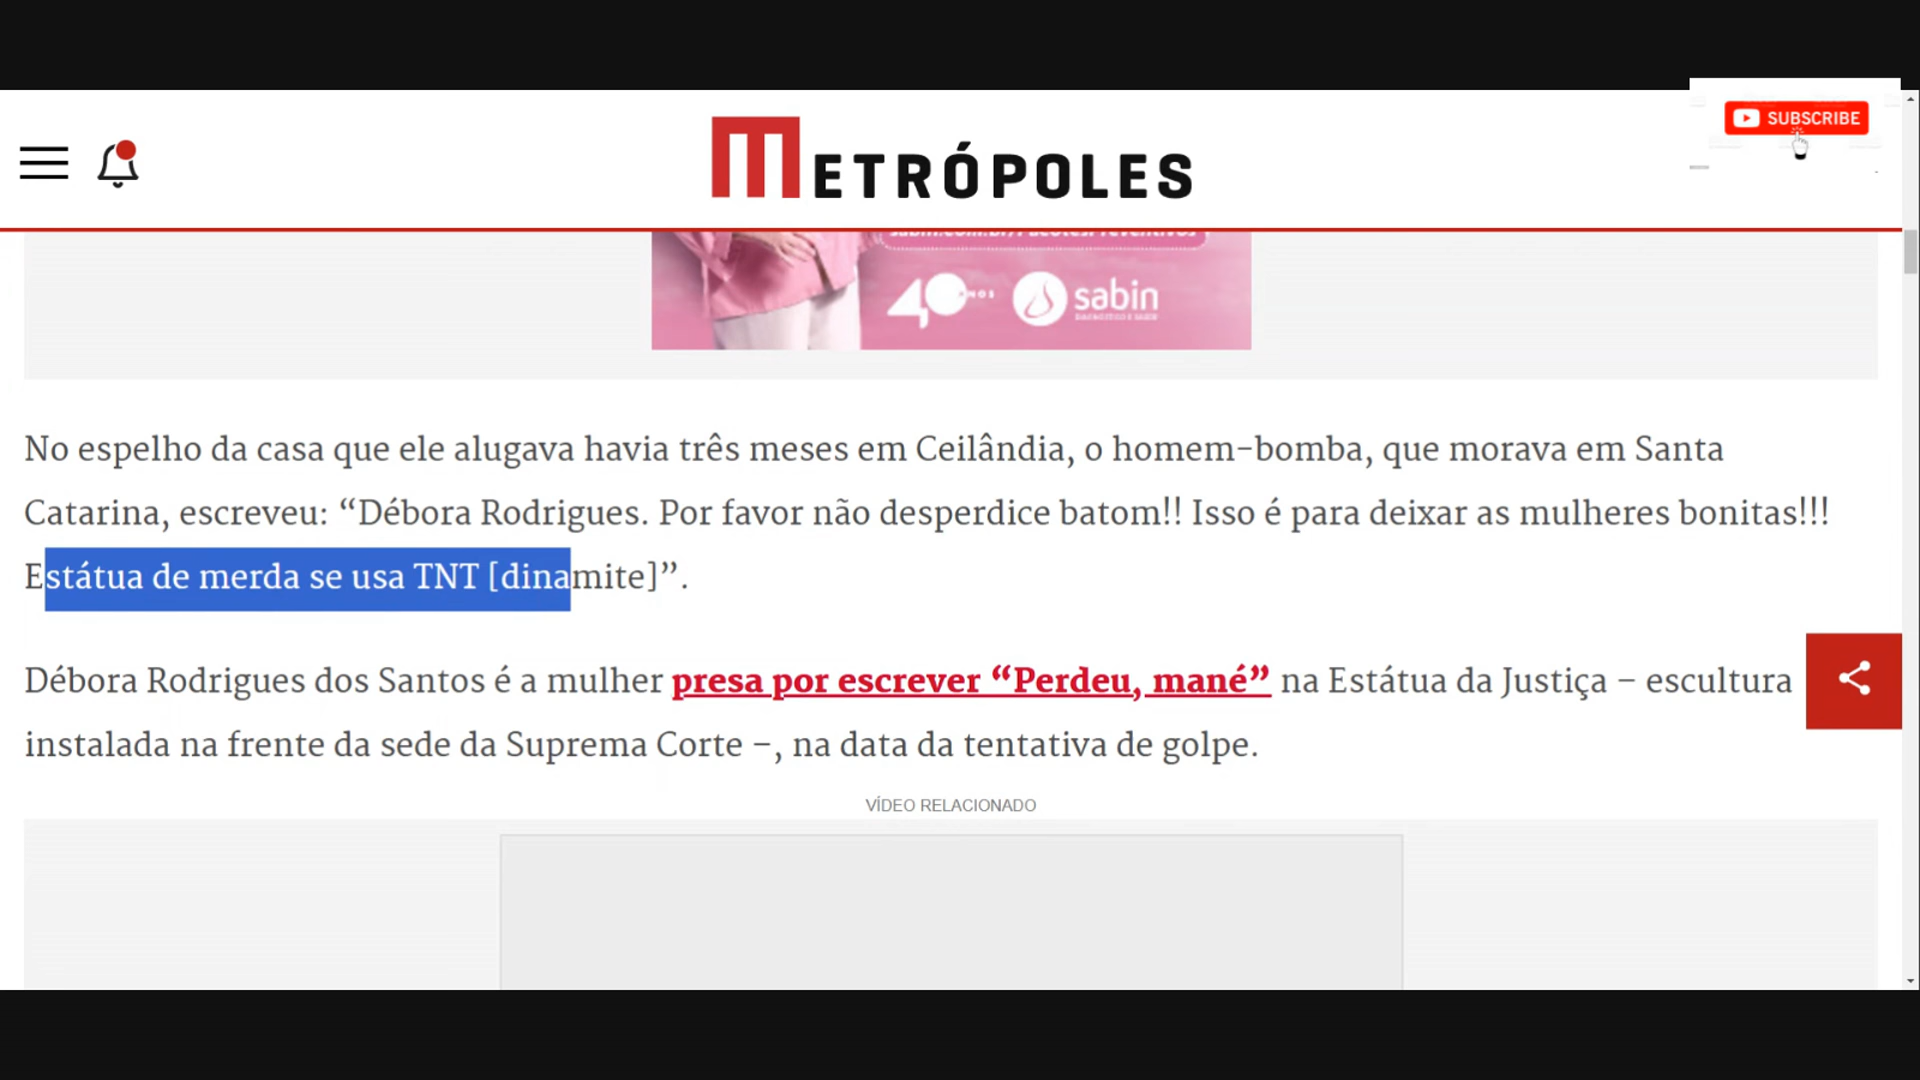 SUBSCRIBE
METRÓPOLES
40 ANOS sabin
No espelho da casa que ele alugava havia três meses em Ceilândia, o homem-bomba, que morava em Santa
Catarina, escreveu: “Débora Rodrigues. Por favor não desperdice batom!! Isso é para deixar as mulheres bonitas!!!
Estátua de merda se usa TNT [dinamite]”.
Débora Rodrigues dos Santos é a mulher presa por escrever “Perdeu, mané” na Estátua da Justiça – escultura
instalada na frente da sede da Suprema Corte –, na data da tentativa de golpe.
VÍDEO RELACIONADO